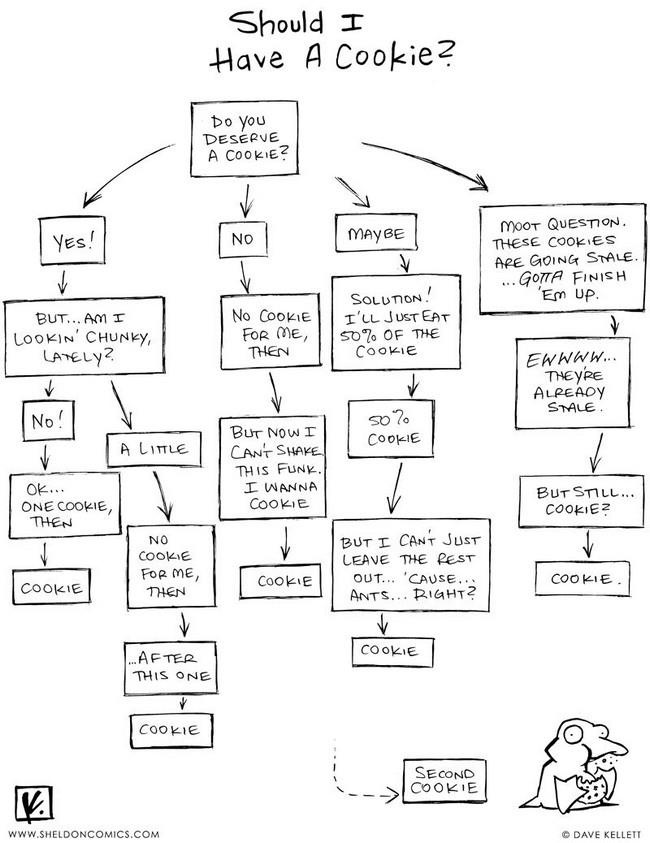 Should I
Have A Cookie?
DO YOU
DESERVE
A COOKIE?
YES!
BUT...AM I
LOOKIN' CHUNKY,
LATELY?
NO!
OK...
ONE COOKIE,
THEN
COOKIE
A LITTLE
NO
COOKIE
FOR ME,
THEN
...AFTER
THIS ONE
COOKIE
NO
NO COOKIE
FOR ME,
THEN
BUT NOW I
CAN'T SHAKE
THIS FUNK.
I WANNA
COOKIE
COOKIE
MAYBE
SOLUTION!
I'LL JUST EAT
50% OF THE
COOKIE
50%
COOKIE
BUT I CAN'T JUST
LEAVE THE REST
OUT... 'CAUSE...
ANTS... RIGHT?
COOKIE
MOOT QUESTION.
THESE COOKIES
ARE GOING STALE.
...GOTTA FINISH
'EM UP.
EWWWW...
THEY'RE
ALREADY
STALE.
BUT STILL...
COOKIE?
COOKIE.
SECOND
COOKIE
WWW.SHELDONCOMICS.COM
© DAVE KELLETT